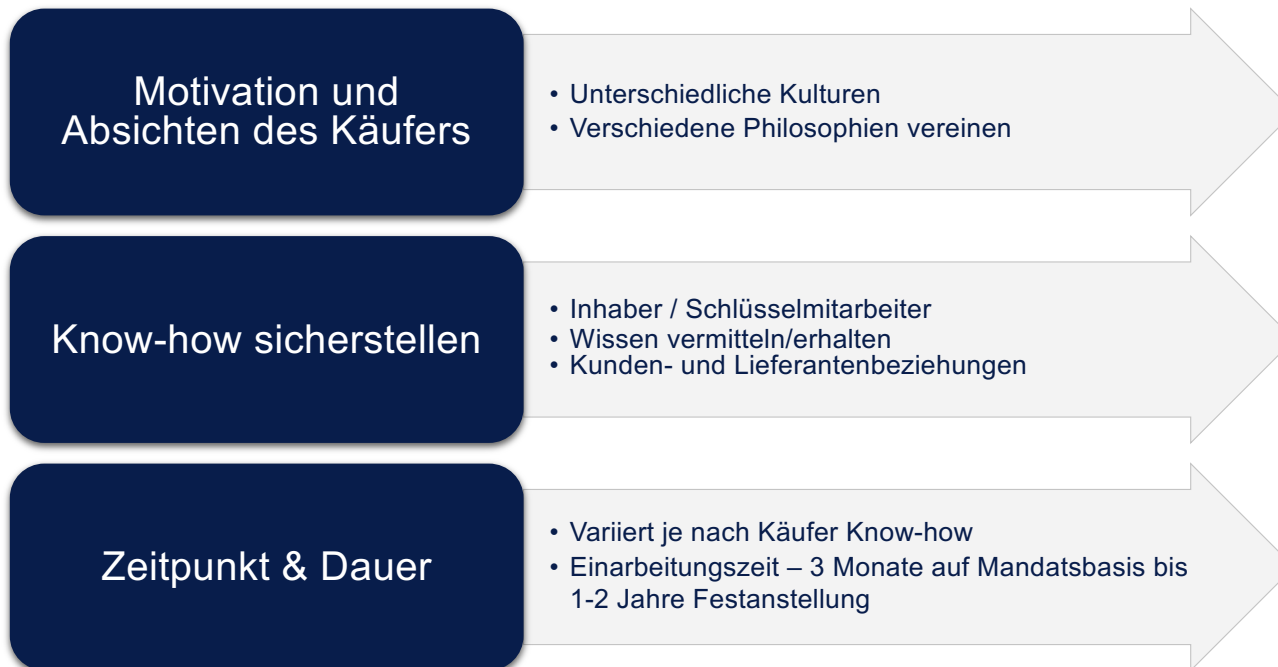 Motivation und
Absichten des Käufers
• Unterschiedliche Kulturen
• Verschiedene Philosophien vereinen
Know-how sicherstellen
• Inhaber / Schlüsselmitarbeiter
• Wissen vermitteln/erhalten
• Kunden- und Lieferantenbeziehungen
Zeitpunkt & Dauer
• Variiert je nach Käufer Know-how
• Einarbeitungszeit – 3 Monate auf Mandatsbasis bis
1-2 Jahre Festanstellung